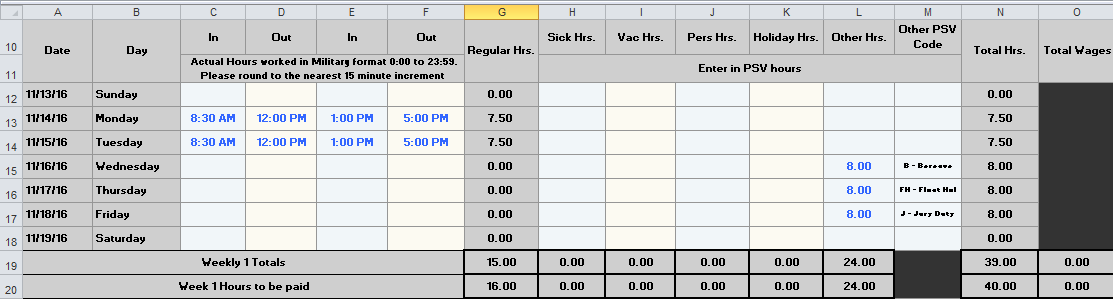 A B C D E F G H I J K L M N O
10 Date Day In Out In Out Regular Hrs. Sick Hrs. Vac Hrs. Pers Hrs. Holiday Hrs. Other Hrs. Other PSV Code Total Hrs. Total Wages
11 Actual Hours worked in Military format 0:00 to 23:59. Enter in PSV hours
Please round to the nearest 15 minute increment
12 11/13/16 Sunday 0.00 0.00
13 11/14/16 Monday 8:30 AM 12:00 PM 1:00 PM 5:00 PM 7.50 7.50
14 11/15/16 Tuesday 8:30 AM 12:00 PM 1:00 PM 5:00 PM 7.50 7.50
15 11/16/16 Wednesday 0.00 8.00 B - Bereave 8.00
16 11/17/16 Thursday 0.00 8.00 FH - Float Hol 8.00
17 11/18/16 Friday 0.00 8.00 J - Jury Duty 8.00
18 11/19/16 Saturday 0.00 0.00
19 Weekly 1 Totals 15.00 0.00 0.00 0.00 0.00 24.00 39.00 0.00
20 Week 1 Hours to be paid 16.00 0.00 0.00 0.00 0.00 24.00 40.00 0.00